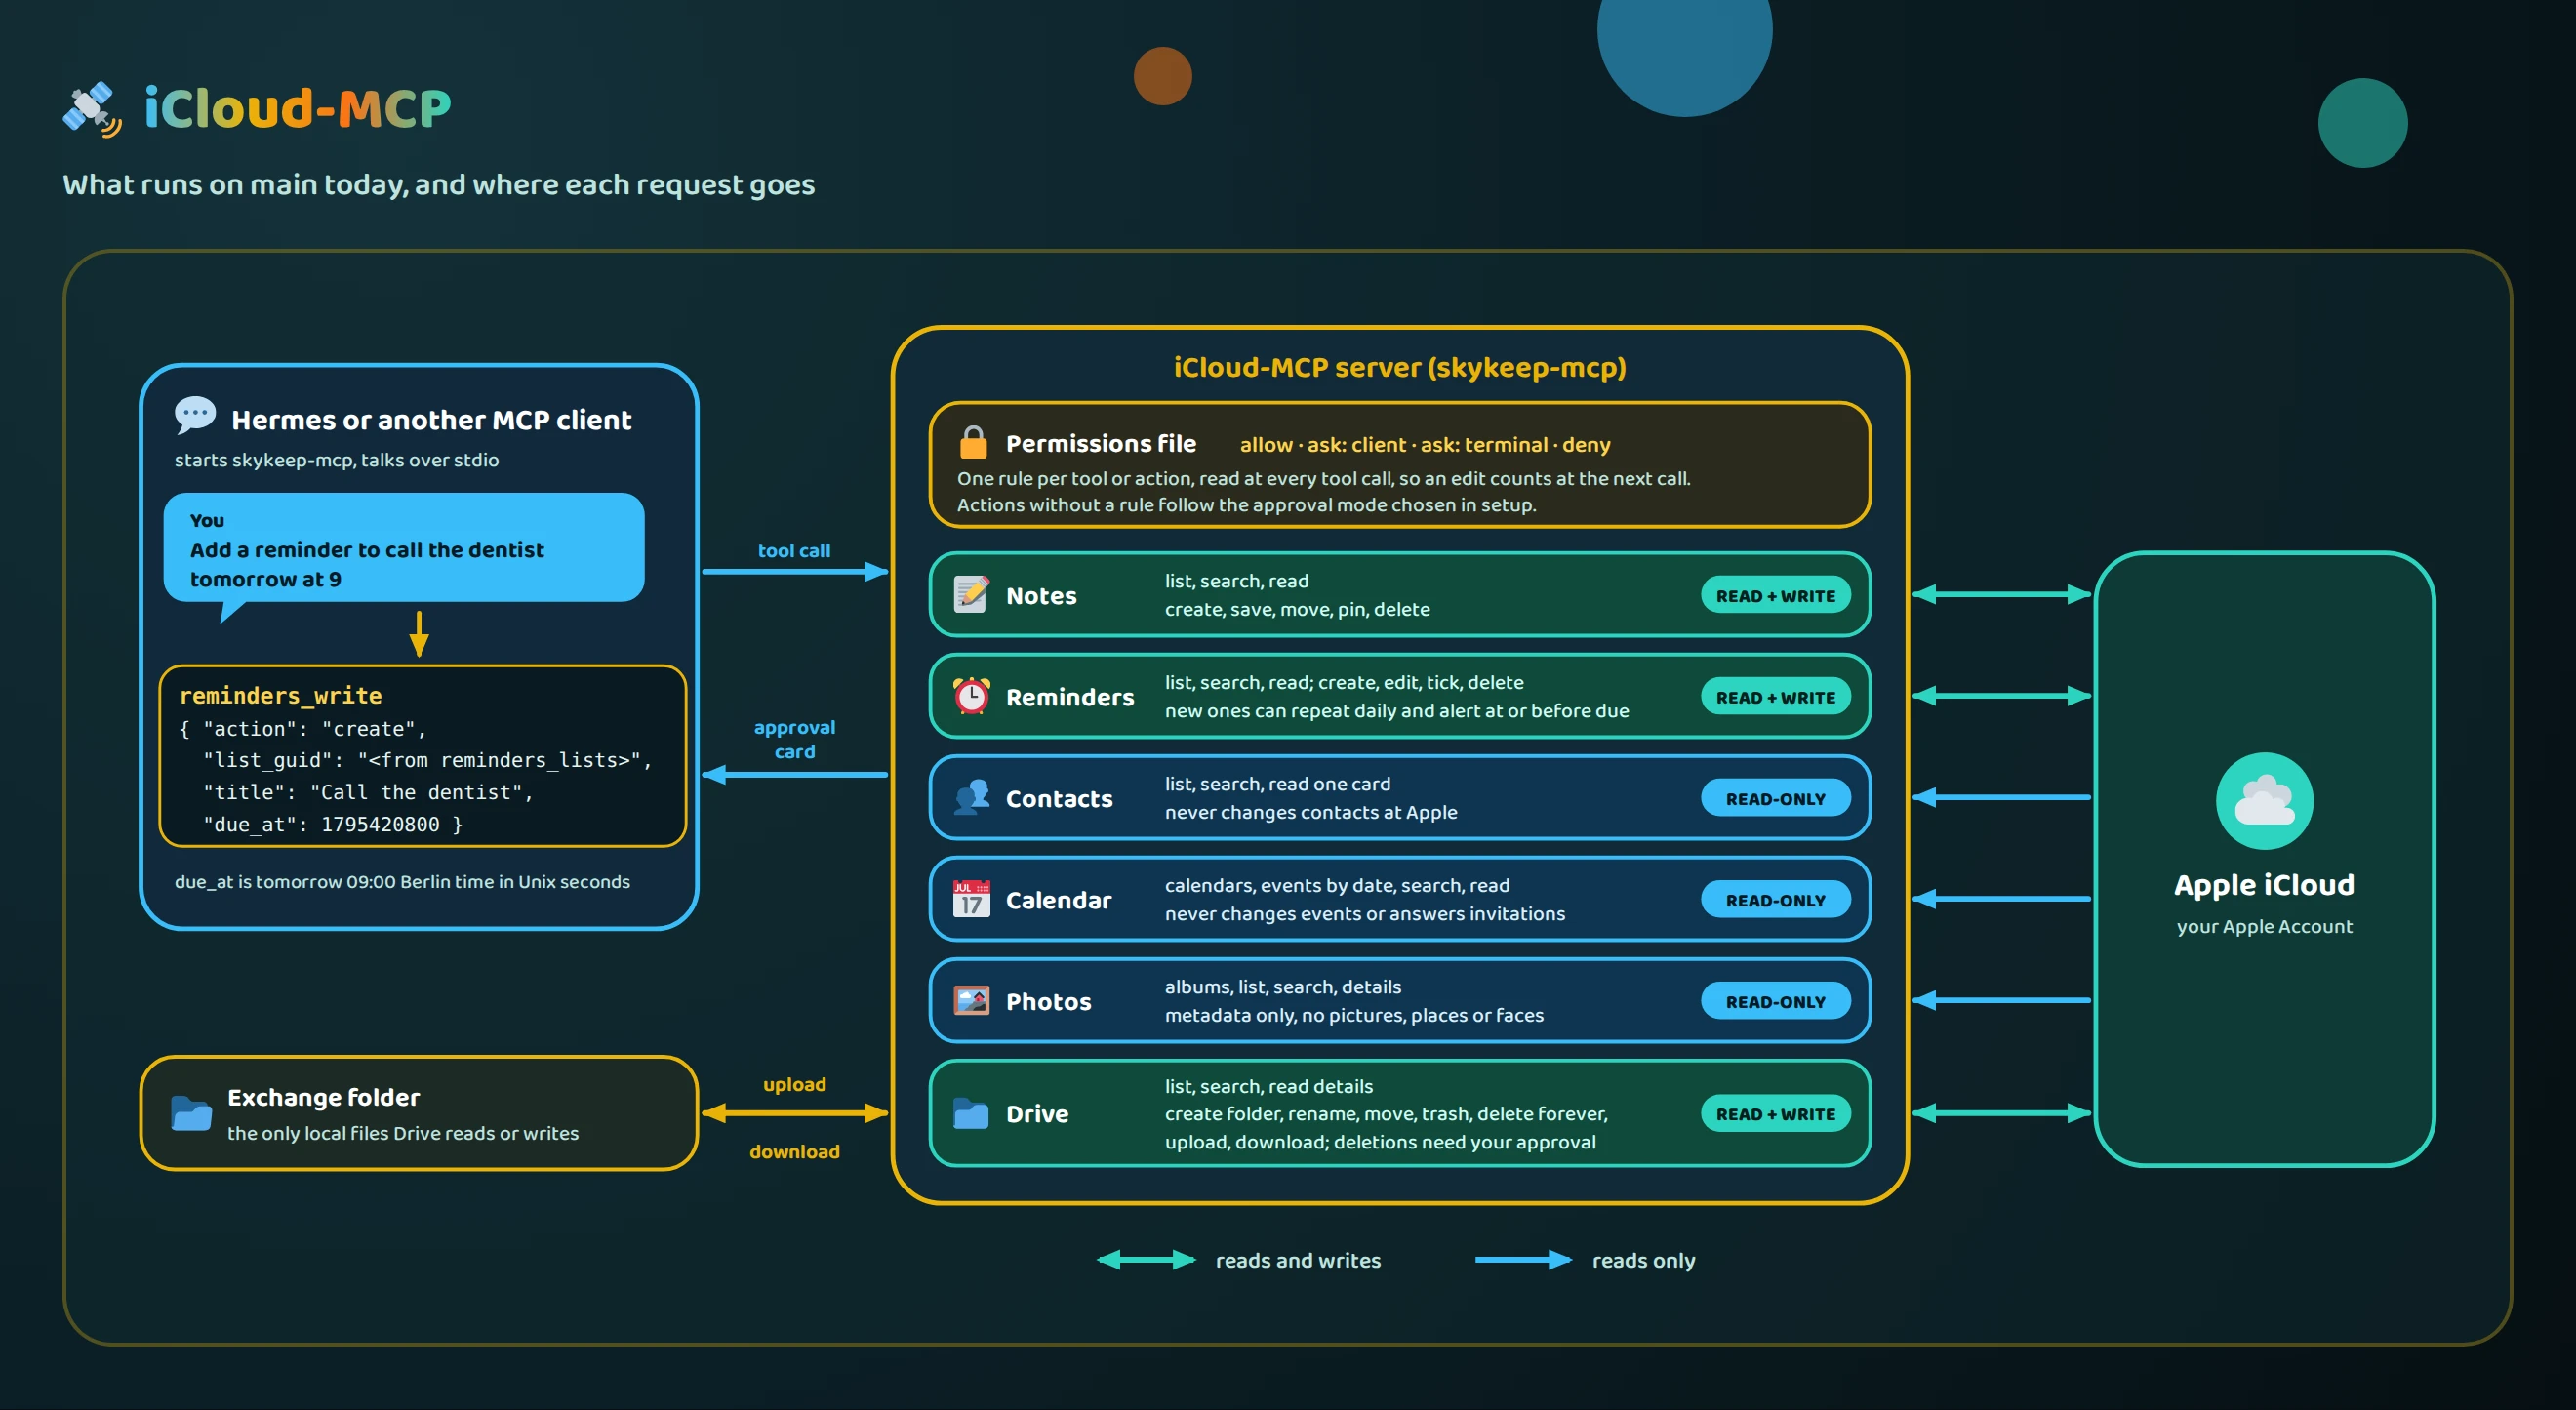 iCloud-MCP
What runs on main today, and where each request goes
Hermes or another MCP client
starts skykeep-mcp, talks over stdio
You
Add a reminder to call the dentist
tomorrow at 9
reminders_write
{ "action": "create",
"list_guid": "<from reminders_lists>",
"title": "Call the dentist",
"due_at": 1795420800 }
due_at is tomorrow 09:00 Berlin time in Unix seconds
Exchange folder
the only local files Drive reads or writes
tool call
approval
card
upload
download
iCloud-MCP server (skykeep-mcp)
Permissions file
allow · ask: client · ask: terminal · deny
One rule per tool or action, read at every tool call, so an edit counts at the next call.
Actions without a rule follow the approval mode chosen in setup.
Notes
list, search, read
create, save, move, pin, delete
READ + WRITE
Reminders
list, search, read; create, edit, tick, delete
new ones can repeat daily and alert at or before due
READ + WRITE
Contacts
list, search, read one card
never changes contacts at Apple
READ-ONLY
JUL
17
Calendar
calendars, events by date, search, read
never changes events or answers invitations
READ-ONLY
Photos
albums, list, search, details
metadata only, no pictures, places or faces
READ-ONLY
Drive
list, search, read details
create folder, rename, move, trash, delete forever,
upload, download; deletions need your approval
READ + WRITE
Apple iCloud
your Apple Account
reads and writes
reads only